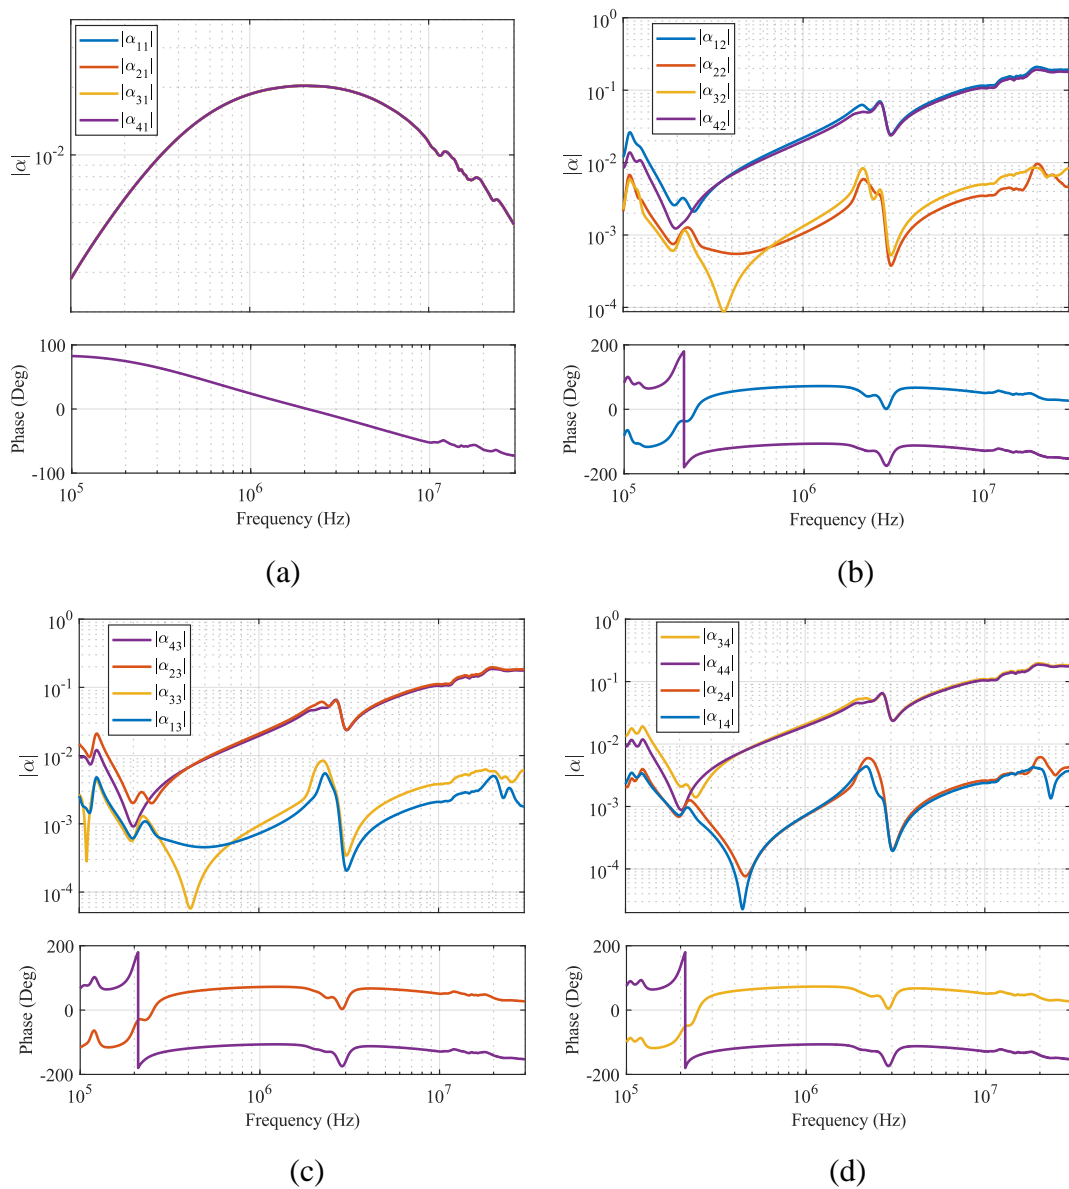 |α11|
|α21|
|α31|
|α41|
10^-2
|α|
100
0
-100
Phase (Deg)
10^5
10^6
10^7
Frequency (Hz)
(a)
10^0
|α12|
|α22|
|α32|
|α42|
10^-1
10^-2
10^-3
10^-4
|α|
200
0
-200
Phase (Deg)
10^5
10^6
10^7
Frequency (Hz)
(b)
10^0
|α43|
|α23|
|α33|
|α13|
10^-1
10^-2
10^-3
10^-4
|α|
200
0
-200
Phase (Deg)
10^5
10^6
10^7
Frequency (Hz)
(c)
10^0
|α34|
|α44|
|α24|
|α14|
10^-1
10^-2
10^-3
10^-4
|α|
200
0
-200
Phase (Deg)
10^5
10^6
10^7
Frequency (Hz)
(d)